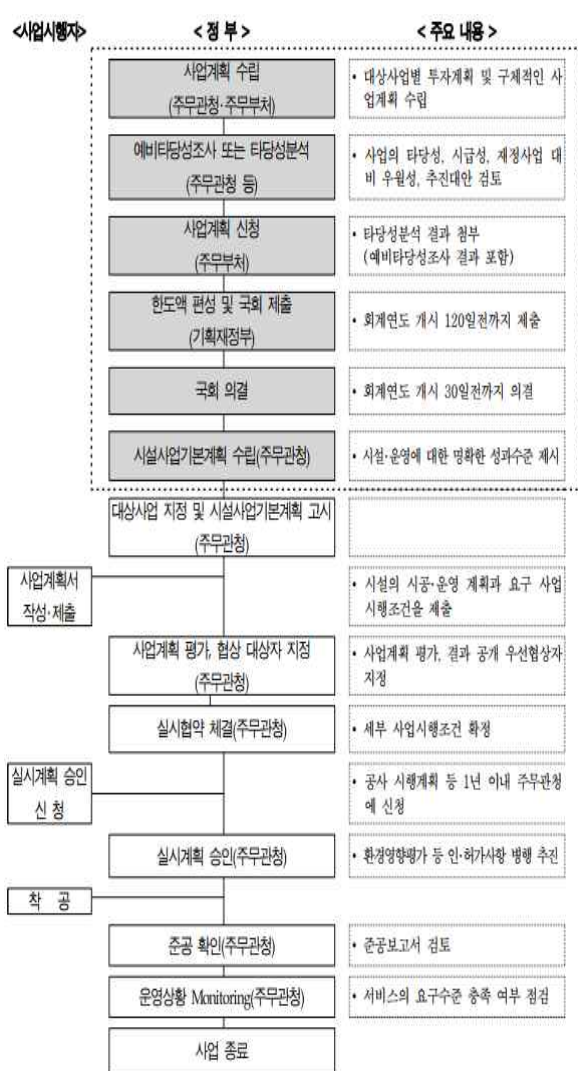 <사업시행자>
< 정 부 >
< 주요 내용 >
사업계획 수립
(주무관청·주무부처)
• 대상사업별 투자계획 및 구체적인 사
업계획 수립
예비타당성조사 또는 타당성분석
(주무관청 등)
• 사업의 타당성, 시급성, 재정사업 대
비 우월성, 추진대안 검토
사업계획 신청
(주무부처)
• 타당성분석 결과 첨부
(예비타당성조사 결과 포함)
한도액 편성 및 국회 제출
(기획재정부)
• 회계연도 개시 120일전까지 제출
국회 의결
• 회계연도 개시 30일전까지 의결
시설사업기본계획 수립(주무관청)
• 시설·운영에 대한 명확한 성과수준 제시
대상사업 지정 및 시설사업기본계획 고시
(주무관청)
사업계획서
작성·제출
• 시설의 시공·운영 계획과 요구 사업
시행조건을 제출
사업계획 평가, 협상 대상자 지정
(주무관청)
• 사업계획 평가, 결과 공개 우선협상자
지정
실시협약 체결(주무관청)
• 세부 사업시행조건 확정
실시계획 승인
신 청
• 공사 시행계획 등 1년 이내 주무관청
에 신청
실시계획 승인(주무관청)
• 환경영향평가 등 인·허가사항 병행 추진
착 공
준공 확인(주무관청)
• 준공보고서 검토
운영상황 Monitoring(주무관청)
• 서비스의 요구수준 충족 여부 점검
사업 종료